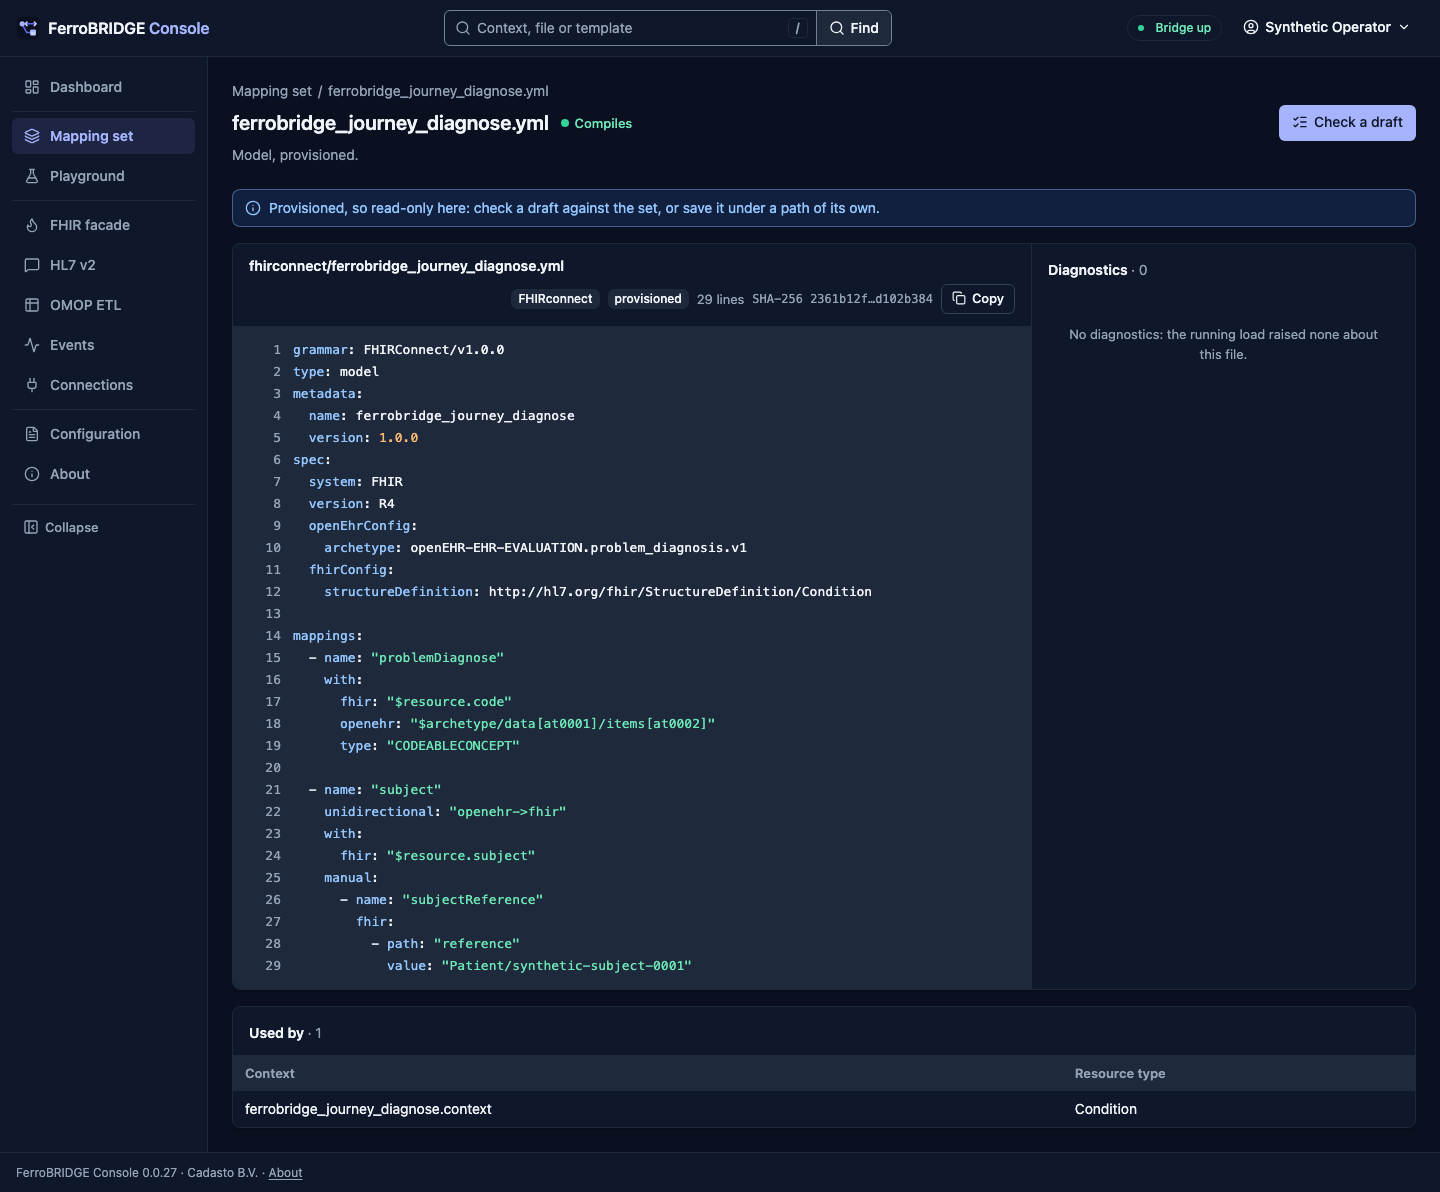 FerroBRIDGE Console
Context, file or template
/
Find
Bridge up
Synthetic Operator
Dashboard
Mapping set
Playground
FHIR facade
HL7 v2
OMOP ETL
Events
Connections
Configuration
About
Collapse
Mapping set / ferrobridge_journey_diagnose.yml
ferrobridge_journey_diagnose.yml
Compiles
Check a draft
Model, provisioned.
Provisioned, so read-only here: check a draft against the set, or save it under a path of its own.
fhirconnect/ferrobridge_journey_diagnose.yml
FHIRconnect provisioned 29 lines SHA-256 2361b12f…d102b384 Copy
1 grammar: FHIRConnect/v1.0.0
2 type: model
3 metadata:
4   name: ferrobridge_journey_diagnose
5   version: 1.0.0
6 spec:
7   system: FHIR
8   version: R4
9   openEhrConfig:
10     archetype: openEHR-EHR-EVALUATION.problem_diagnosis.v1
11   fhirConfig:
12     structureDefinition: http://hl7.org/fhir/StructureDefinition/Condition
13
14 mappings:
15   - name: "problemDiagnose"
16     with:
17       fhir: "$resource.code"
18       openehr: "$archetype/data[at0001]/items[at0002]"
19       type: "CODEABLECONCEPT"
20
21   - name: "subject"
22     unidirectional: "openehr->fhir"
23     with:
24       fhir: "$resource.subject"
25     manual:
26       - name: "subjectReference"
27         fhir:
28           - path: "reference"
29             value: "Patient/synthetic-subject-0001"
Diagnostics · 0
No diagnostics: the running load raised none about
this file.
Used by · 1
Context Resource type
ferrobridge_journey_diagnose.context Condition
FerroBRIDGE Console 0.0.27 · Cadasto B.V. · About